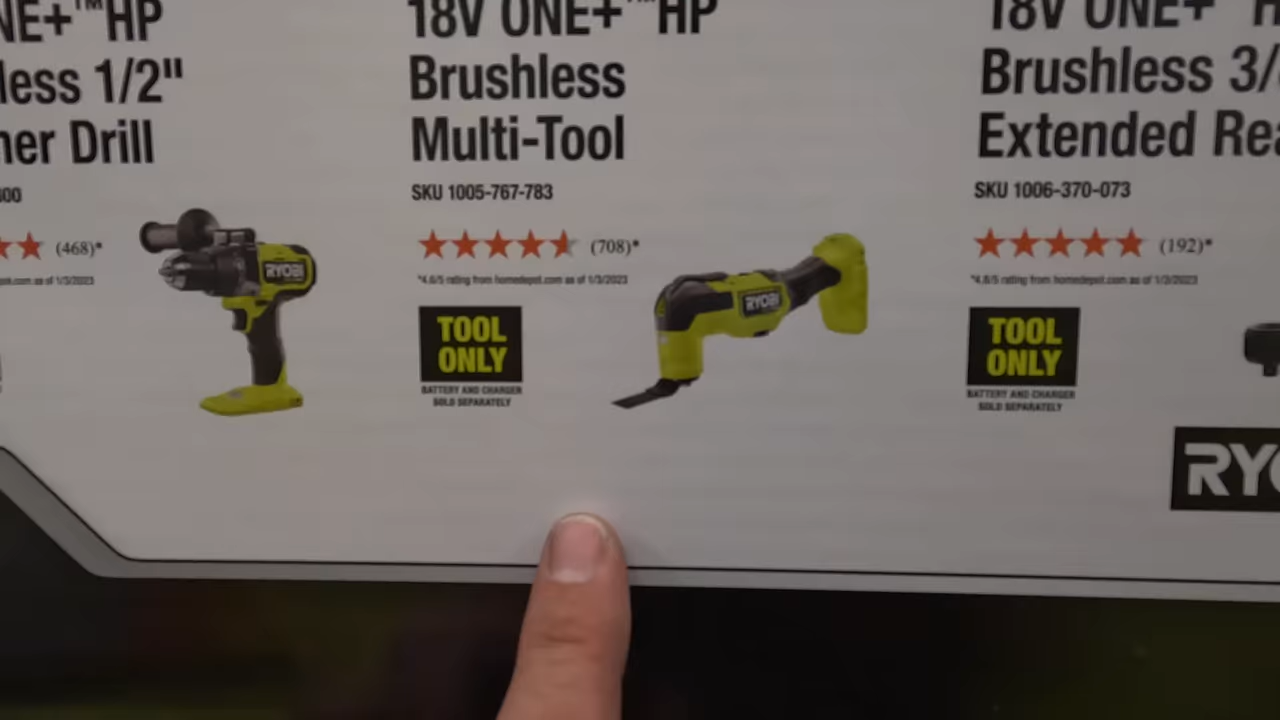 NE+™HP
less 1/2"
ner Drill
(468)*
RYOBI
18V ONE+™HP
Brushless
Multi-Tool
SKU 1005-767-783
(708)*
*4.6/5 rating from homedepot.com as of 1/3/2023
TOOL
ONLY
BATTERY AND CHARGER
SOLD SEPARATELY
RYOBI
18V ONE+ H
Brushless 3/
Extended Rea
SKU 1006-370-073
(192)*
*4.8/5 rating from homedepot.com as of 1/3/2023
TOOL
ONLY
BATTERY AND CHARGER
SOLD SEPARATELY
RYO